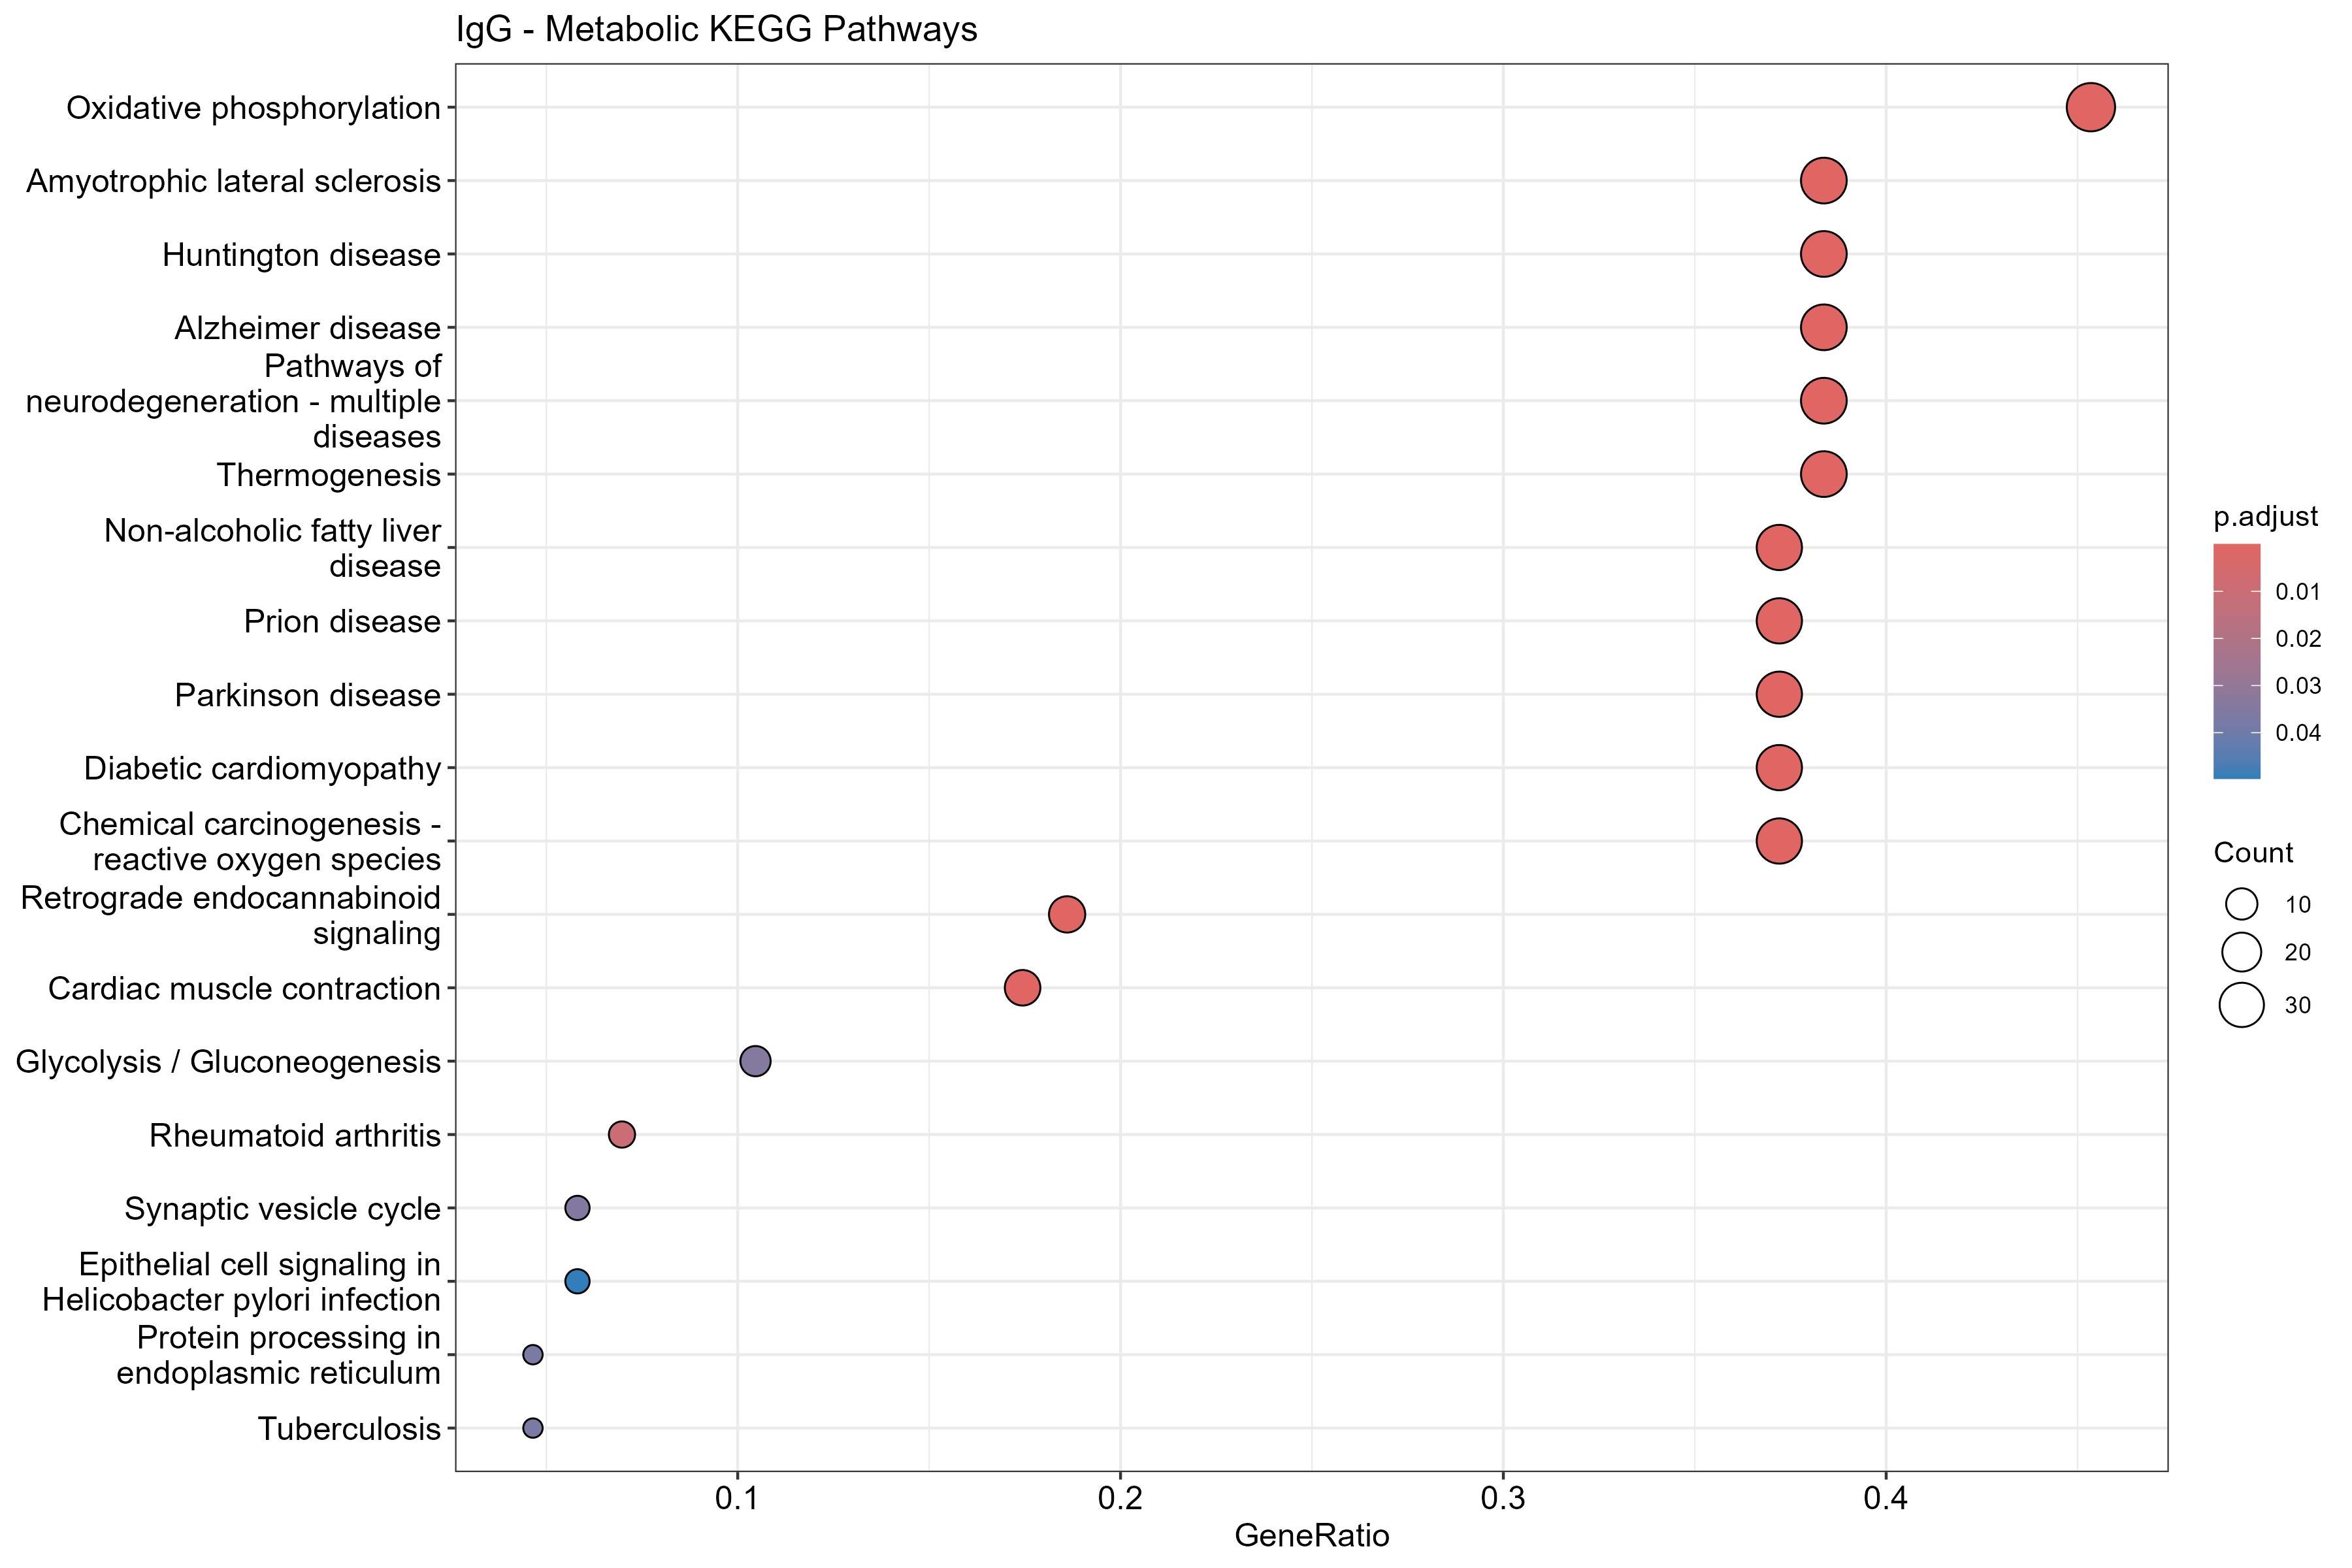 IgG - Metabolic KEGG Pathways
Oxidative phosphorylation
Amyotrophic lateral sclerosis
Huntington disease
Alzheimer disease
Pathways of
neurodegeneration - multiple
diseases
Thermogenesis
Non-alcoholic fatty liver
disease
Prion disease
Parkinson disease
Diabetic cardiomyopathy
Chemical carcinogenesis -
reactive oxygen species
Retrograde endocannabinoid
signaling
Cardiac muscle contraction
Glycolysis / Gluconeogenesis
Rheumatoid arthritis
Synaptic vesicle cycle
Epithelial cell signaling in
Helicobacter pylori infection
Protein processing in
endoplasmic reticulum
Tuberculosis
0.1 0.2 0.3 0.4
GeneRatio
p.adjust
0.01
0.02
0.03
0.04
Count
10
20
30